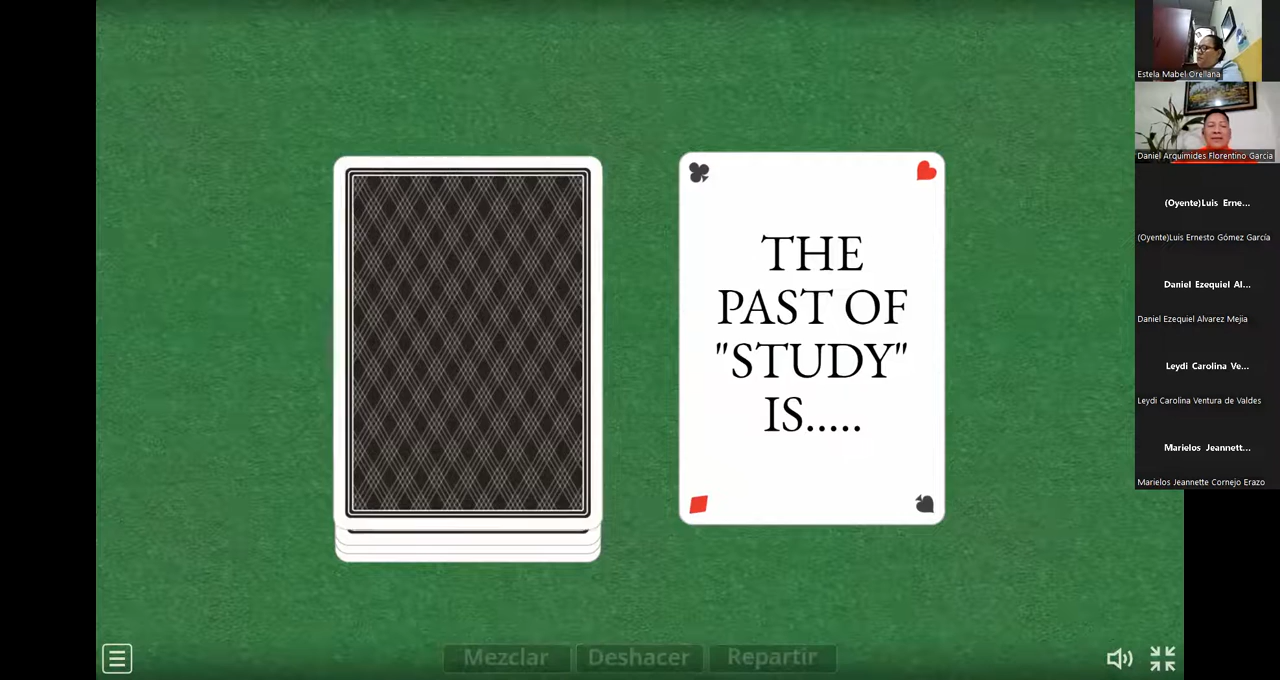 THE
PAST OF
"STUDY"
IS.....
Mezclar
Deshacer
Repartir
Estela Mabel Orellana
Daniel Arquimides Florentino Garcia
(Oyente)Luis Erne...
(Oyente)Luis Ernesto Gómez García
Daniel Ezequiel Al...
Daniel Ezequiel Alvarez Mejia
Leydi Carolina Ve...
Leydi Carolina Ventura de Valdes
Marielos Jeannett...
Marielos Jeannette Cornejo Erazo